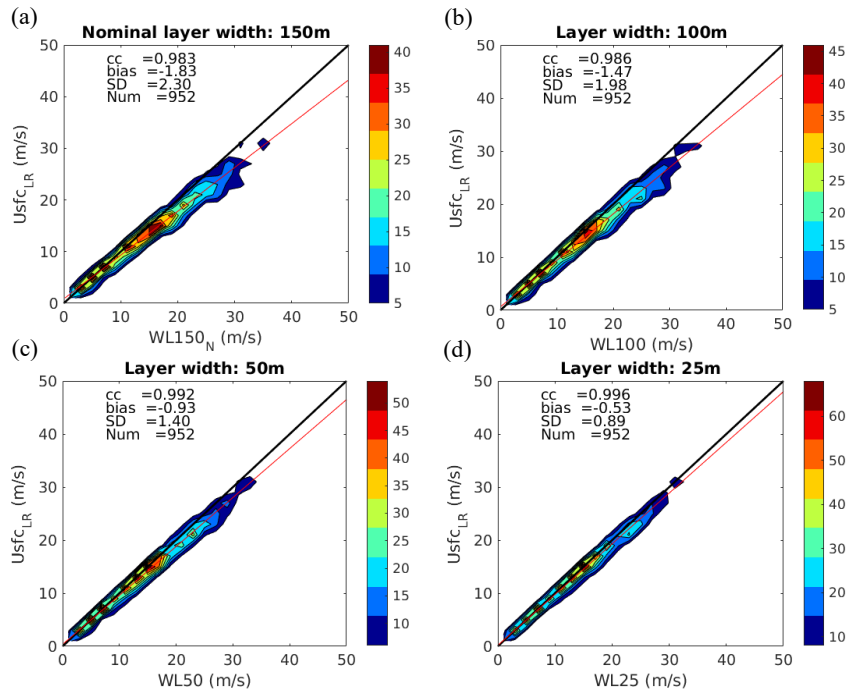 (a)
Nominal layer width: 150m
cc =0.983
bias =-1.83
SD =2.30
Num =952
50
40
30
20
10
0
Usfc_LR (m/s)
0 10 20 30 40 50
WL150_N (m/s)
40
35
30
25
20
15
10
5
(b)
Layer width: 100m
cc =0.986
bias =-1.47
SD =1.98
Num =952
50
40
30
20
10
0
Usfc_LR (m/s)
0 10 20 30 40 50
WL100 (m/s)
45
40
35
30
25
20
15
10
5
(c)
Layer width: 50m
cc =0.992
bias =-0.93
SD =1.40
Num =952
50
40
30
20
10
0
Usfc_LR (m/s)
0 10 20 30 40 50
WL50 (m/s)
50
45
40
35
30
25
20
15
10
(d)
Layer width: 25m
cc =0.996
bias =-0.53
SD =0.89
Num =952
50
40
30
20
10
0
Usfc_LR (m/s)
0 10 20 30 40 50
WL25 (m/s)
60
50
40
30
20
10